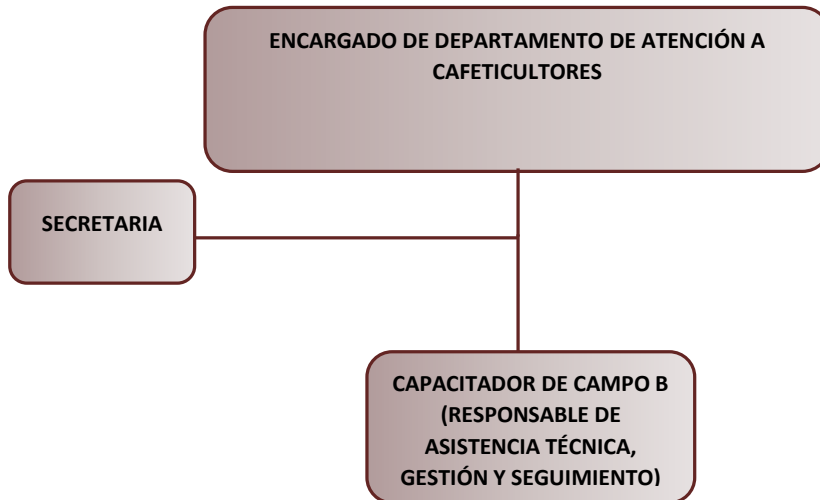 ENCARGADO DE DEPARTAMENTO DE ATENCIÓN A
CAFETICULTORES
SECRETARIA
CAPACITADOR DE CAMPO B
(RESPONSABLE DE
ASISTENCIA TÉCNICA,
GESTIÓN Y SEGUIMIENTO)